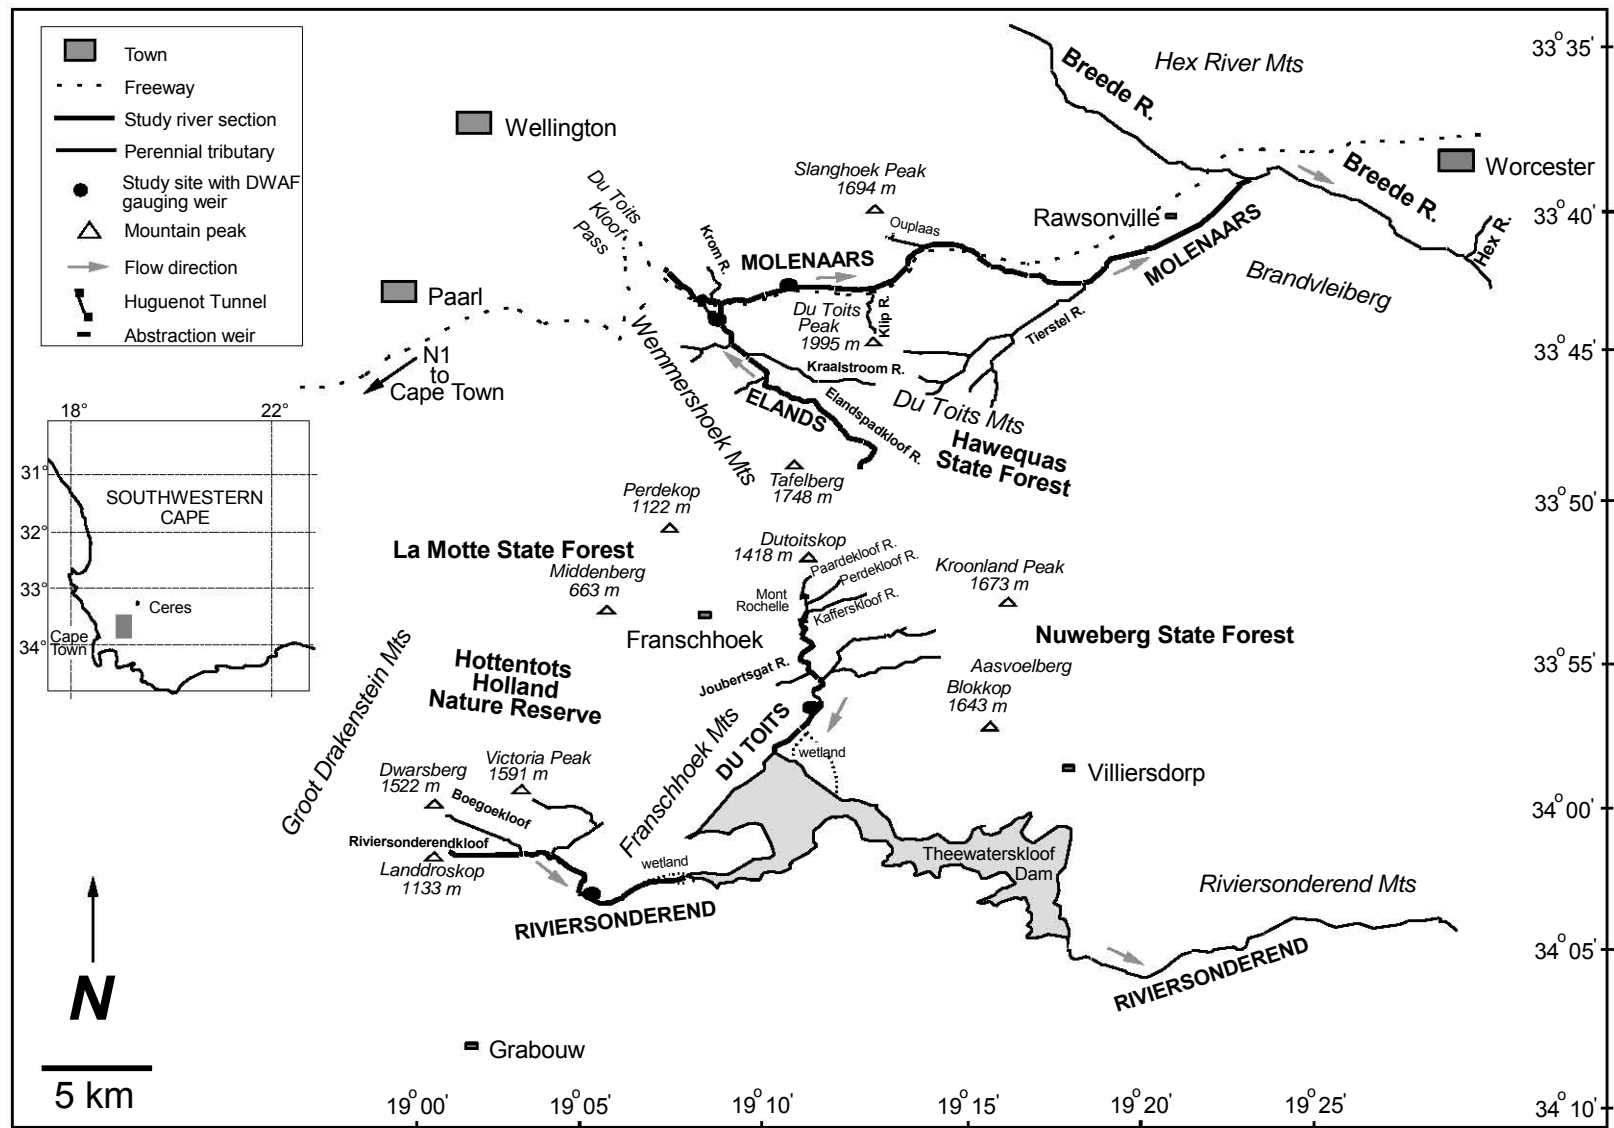 Town
Freeway
Study river section
Perennial tributary
Study site with DWAF
gauging weir
Mountain peak
Flow direction
Huguenot Tunnel
Abstraction weir
Wellington
Paarl
N1
to
Cape Town
Du Toits
Kloof
Pass
Krom R.
MOLENAARS
Slanghoek Peak
1694 m
Ouplaas
Rawsonville
Breede R.
Hex River Mts
Breede R.
Worcester
Hex R.
MOLENAARS
Brandvleiberg
Du Toits
Peak
1995 m
Klip R.
Tierstel R.
Kraalstroom R.
Wemmershoek Mts
ELANDS
Elandspadkloof R.
Du Toits Mts
Hawequas
State Forest
Tafelberg
1748 m
Perdekop
1122 m
La Motte State Forest
Middenberg
663 m
Franschhoek
Dutoitskop
1418 m
Paardekloof R.
Perdekloof R.
Mont
Rochelle
Kafferskloof R.
Kroonland Peak
1673 m
Nuweberg State Forest
Aasvoelberg
Blokkop
1643 m
Joubertsgat R.
DU TOITS
wetland
Villiersdorp
Groot Drakenstein Mts
Hottentots
Holland
Nature Reserve
Franschhoek Mts
Dwarsberg
1522 m
Victoria Peak
1591 m
Boegoekloof
Riviersonderendkloof
Landdroskop
1133 m
wetland
RIVIERSONDEREND
Theewaterskloof
Dam
Riviersonderend Mts
RIVIERSONDEREND
Grabouw
N
5 km
18°
22°
31°
32°
33°
34°
SOUTHWESTERN
CAPE
Ceres
Cape
Town
33° 35'
33° 40'
33° 45'
33° 50'
33° 55'
34° 00'
34° 05'
34° 10'
19° 00'
19° 05'
19° 10'
19° 15'
19° 20'
19° 25'